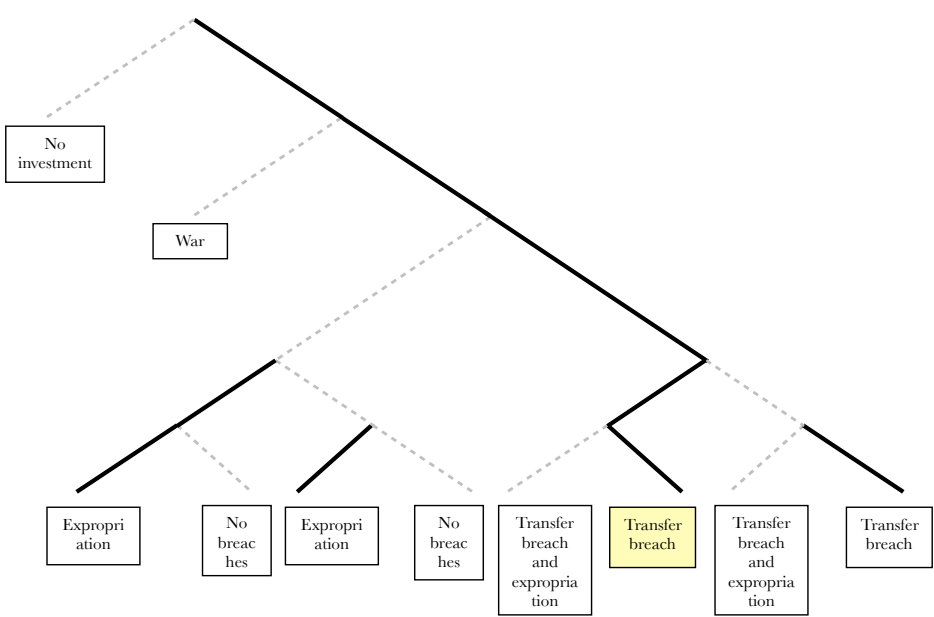 No
investment
War
Expropri
ation
No
breac
hes
Expropri
ation
No
breac
hes
Transfer
breach
and
expropria
tion
Transfer
breach
Transfer
breach
and
expropria
tion
Transfer
breach